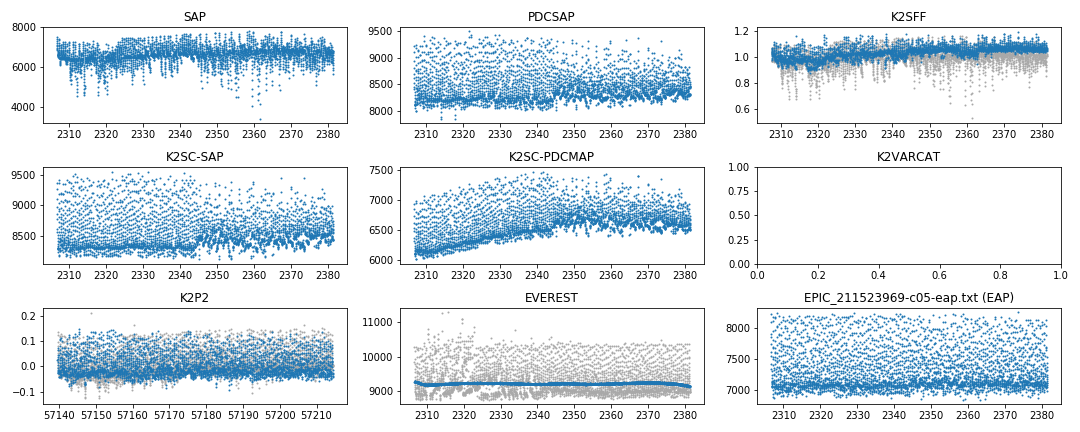 SAP
8000
6000
4000
2310 2320 2330 2340 2350 2360 2370 2380
PDCSAP
9500
9000
8500
8000
2310 2320 2330 2340 2350 2360 2370 2380
K2SFF
1.2
1.0
0.8
0.6
2310 2320 2330 2340 2350 2360 2370 2380
K2SC-SAP
9500
9000
8500
2310 2320 2330 2340 2350 2360 2370 2380
K2SC-PDCMAP
7500
7000
6500
6000
2310 2320 2330 2340 2350 2360 2370 2380
K2VARCAT
1.00
0.75
0.50
0.25
0.00
0.0 0.2 0.4 0.6 0.8 1.0
K2P2
0.2
0.1
0.0
−0.1
57140 57150 57160 57170 57180 57190 57200 57210
EVEREST
11000
10000
9000
2310 2320 2330 2340 2350 2360 2370 2380
EPIC_211523969-c05-eap.txt (EAP)
8000
7500
7000
2310 2320 2330 2340 2350 2360 2370 2380